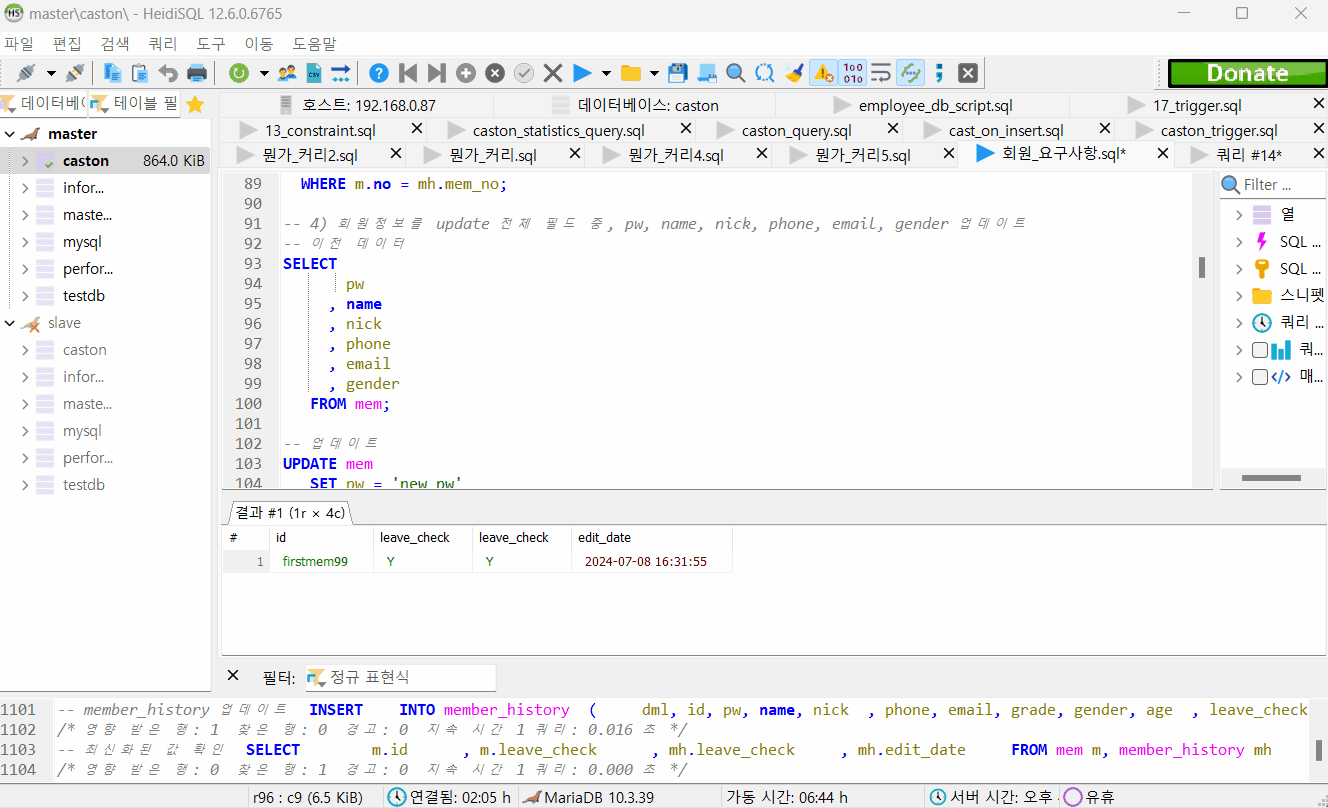 master\caston\ - HeidiSQL 12.6.0.6765
파일 편집 검색 쿼리 도구 이동 도움말
Donate
데이터베( 테이블 필
호스트: 192.168.0.87 데이터베이스: caston employee_db_script.sql 17_trigger.sql
13_constraint.sql caston_statistics_query.sql caston_query.sql cast_on_insert.sql caston_trigger.sql
뭔가_커리2.sql 뭔가_커리.sql 뭔가_커리4.sql 뭔가_커리5.sql 회원_요구사항.sql* 쿼리 #14*
master
caston 864.0 KiB
infor...
maste...
mysql
perfor...
testdb
slave
caston
infor...
maste...
mysql
perfor...
testdb
89 WHERE m.no = mh.mem_no;
90
91 -- 4) 회원정보를 update 전체 필드 중, pw, name, nick, phone, email, gender 업데이트
92 -- 이전 데이터
93 SELECT
94 pw
95 , name
96 , nick
97 , phone
98 , email
99 , gender
100 FROM mem;
101
102 -- 업데이트
103 UPDATE mem
104 SET pw = 'new_pw'
Filter ...
열
SQL ...
SQL ...
스니펫
쿼리 ...
쿼...
매...
결과 #1 (1r × 4c)
# id leave_check leave_check edit_date
1 firstmem99 Y Y 2024-07-08 16:31:55
필터: 정규 표현식
1101 -- member_history 업데이트 INSERT INTO member_history ( dml, id, pw, name, nick , phone, email, grade, gender, age , leave_check
1102 /* 영향 받은 행: 1 찾은 행: 0 경고: 0 지속 시간 1 쿼리: 0.016 초 */
1103 -- 최신화된 값 확인 SELECT m.id , m.leave_check , mh.leave_check , mh.edit_date FROM mem m, member_history mh
1104 /* 영향 받은 행: 0 찾은 행: 1 경고: 0 지속 시간 1 쿼리: 0.000 초 */
r96 : c9 (6.5 KiB) 연결됨: 02:05 h MariaDB 10.3.39 가동 시간: 06:44 h 서버 시간: 오후 유휴